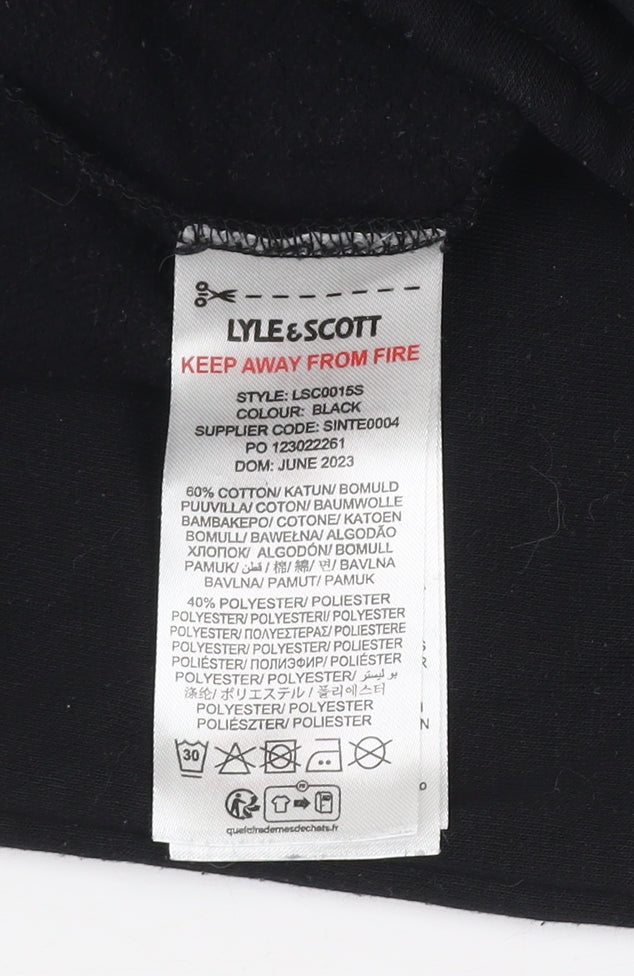 LYLE & SCOTT
KEEP AWAY FROM FIRE
STYLE: LSC0015S
COLOUR: BLACK
SUPPLIER CODE: SINTE0004
PO 123022261
DOM: JUNE 2023
60% COTTON/ KATUN/ BOMULD
PUUVILLA/ COTON/ BAUMWOLLE
BAMBAKEPO/ COTONE/ KATOEN
BOMULL/ BAWEŁNA/ ALGODÃO
ХЛОПОК/ ALGODÓN/ BOMULL
PAMUK/ قطن / 棉/ 綿/ 면/ BAVLNA
BAVLNA/ PAMUT/ PAMUK
40% POLYESTER/ POLIESTER
POLYESTER/ POLYESTERI/ POLYESTER
POLYESTER/ ΠΟΛΥΕΣΤΕΡΑΣ/ POLIESTERE
POLYESTER/ POLYESTER/ POLIESTER
POLIÉSTER/ ПОЛИЭФИР/ POLIÉSTER
POLYESTER/ POLYESTER/ بوليستر
涤纶/ ポリエステル / 폴리에스터
POLYESTER/ POLYESTER
POLIÉSZTER/ POLIESTER
30
FR
quefairedemesdechets.fr